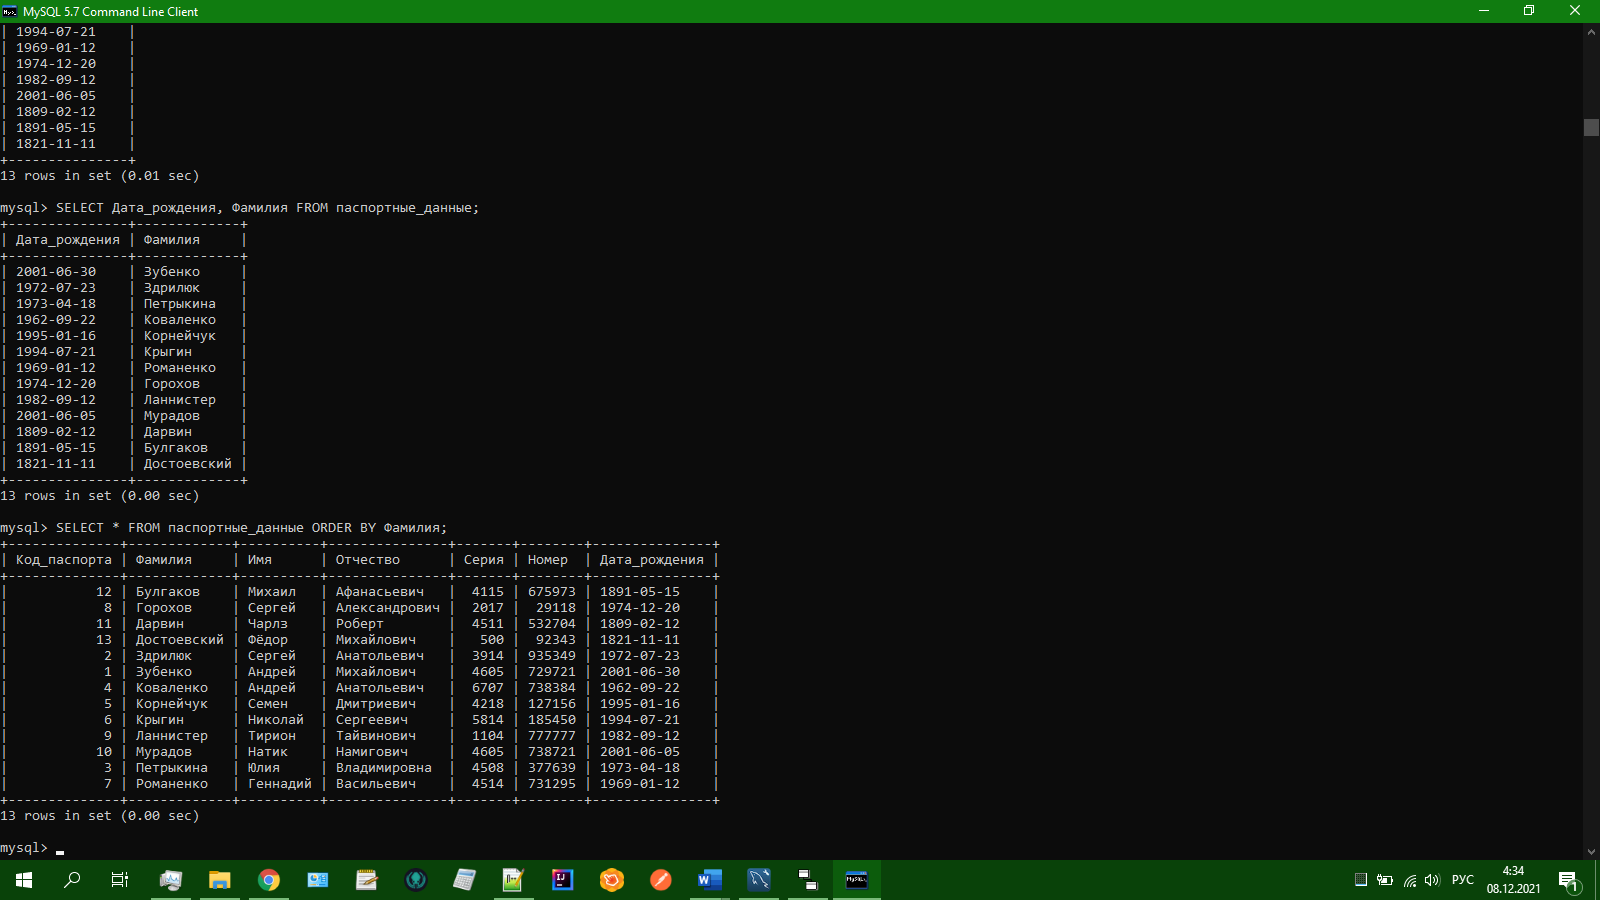 MySQL 5.7 Command Line Client
| 1994-07-21    |
| 1969-01-12    |
| 1974-12-20    |
| 1982-09-12    |
| 2001-06-05    |
| 1809-02-12    |
| 1891-05-15    |
| 1821-11-11    |
+---------------+
13 rows in set (0.01 sec)
mysql> SELECT Дата_рождения, Фамилия FROM паспортные_данные;
+---------------+-------------+
| Дата_рождения | Фамилия     |
+---------------+-------------+
| 2001-06-30    | Зубенко     |
| 1972-07-23    | Здрилюк     |
| 1973-04-18    | Петрыкина   |
| 1962-09-22    | Коваленко   |
| 1995-01-16    | Корнейчук   |
| 1994-07-21    | Крыгин      |
| 1969-01-12    | Романенко   |
| 1974-12-20    | Горохов     |
| 1982-09-12    | Ланнистер   |
| 2001-06-05    | Мурадов     |
| 1809-02-12    | Дарвин      |
| 1891-05-15    | Булгаков    |
| 1821-11-11    | Достоевский |
+---------------+-------------+
13 rows in set (0.00 sec)
mysql> SELECT * FROM паспортные_данные ORDER BY Фамилия;
+--------------+-------------+----------+---------------+-------+--------+---------------+
| Код_паспорта | Фамилия     | Имя      | Отчество      | Серия | Номер  | Дата_рождения |
+--------------+-------------+----------+---------------+-------+--------+---------------+
|           12 | Булгаков    | Михаил   | Афанасьевич   |  4115 | 675973 | 1891-05-15    |
|            8 | Горохов     | Сергей   | Александрович |  2017 |  29118 | 1974-12-20    |
|           11 | Дарвин      | Чарлз    | Роберт        |  4511 | 532704 | 1809-02-12    |
|           13 | Достоевский | Фёдор    | Михайлович    |   500 |  92343 | 1821-11-11    |
|            2 | Здрилюк     | Сергей   | Анатольевич   |  3914 | 935349 | 1972-07-23    |
|            1 | Зубенко     | Андрей   | Михайлович    |  4605 | 729721 | 2001-06-30    |
|            4 | Коваленко   | Андрей   | Анатольевич   |  6707 | 738384 | 1962-09-22    |
|            5 | Корнейчук   | Семен    | Дмитриевич    |  4218 | 127156 | 1995-01-16    |
|            6 | Крыгин      | Николай  | Сергеевич     |  5814 | 185450 | 1994-07-21    |
|            9 | Ланнистер   | Тирион   | Тайвинович    |  1104 | 777777 | 1982-09-12    |
|           10 | Мурадов     | Натик    | Намигович     |  4605 | 738721 | 2001-06-05    |
|            3 | Петрыкина   | Юлия     | Владимировна  |  4508 | 377639 | 1973-04-18    |
|            7 | Романенко   | Геннадий | Васильевич    |  4514 | 731295 | 1969-01-12    |
+--------------+-------------+----------+---------------+-------+--------+---------------+
13 rows in set (0.00 sec)
mysql>
РУС
4:34
08.12.2021
1